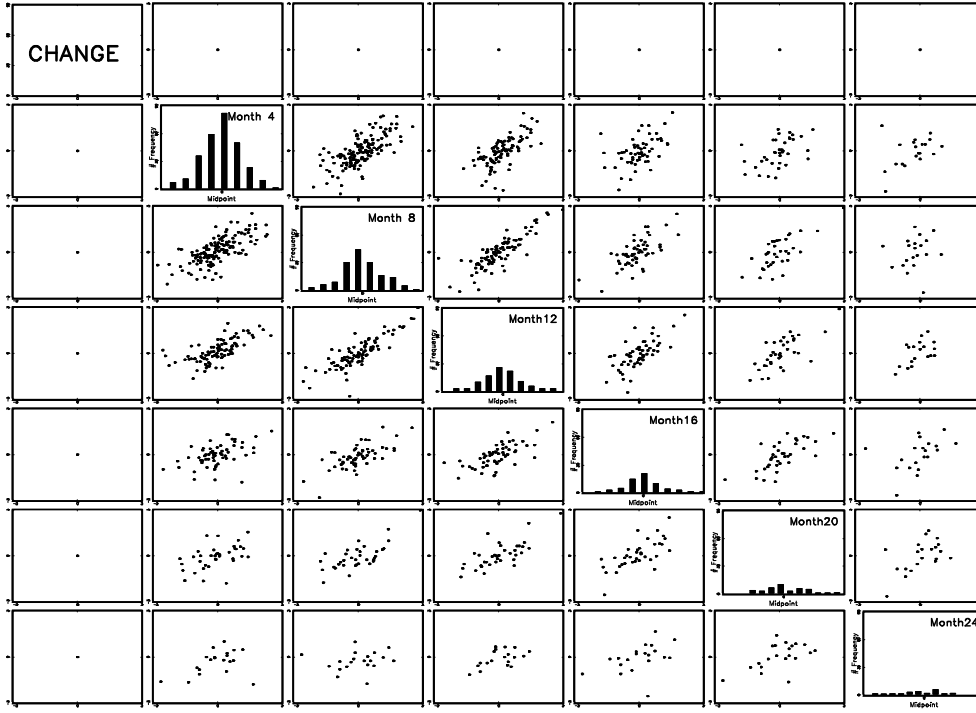 CHANGE
Month 4
# Frequency
Midpoint
Month 8
# Frequency
Midpoint
Month12
# Frequency
Midpoint
Month16
# Frequency
Midpoint
Month20
# Frequency
Midpoint
Month24
# Frequency
Midpoint